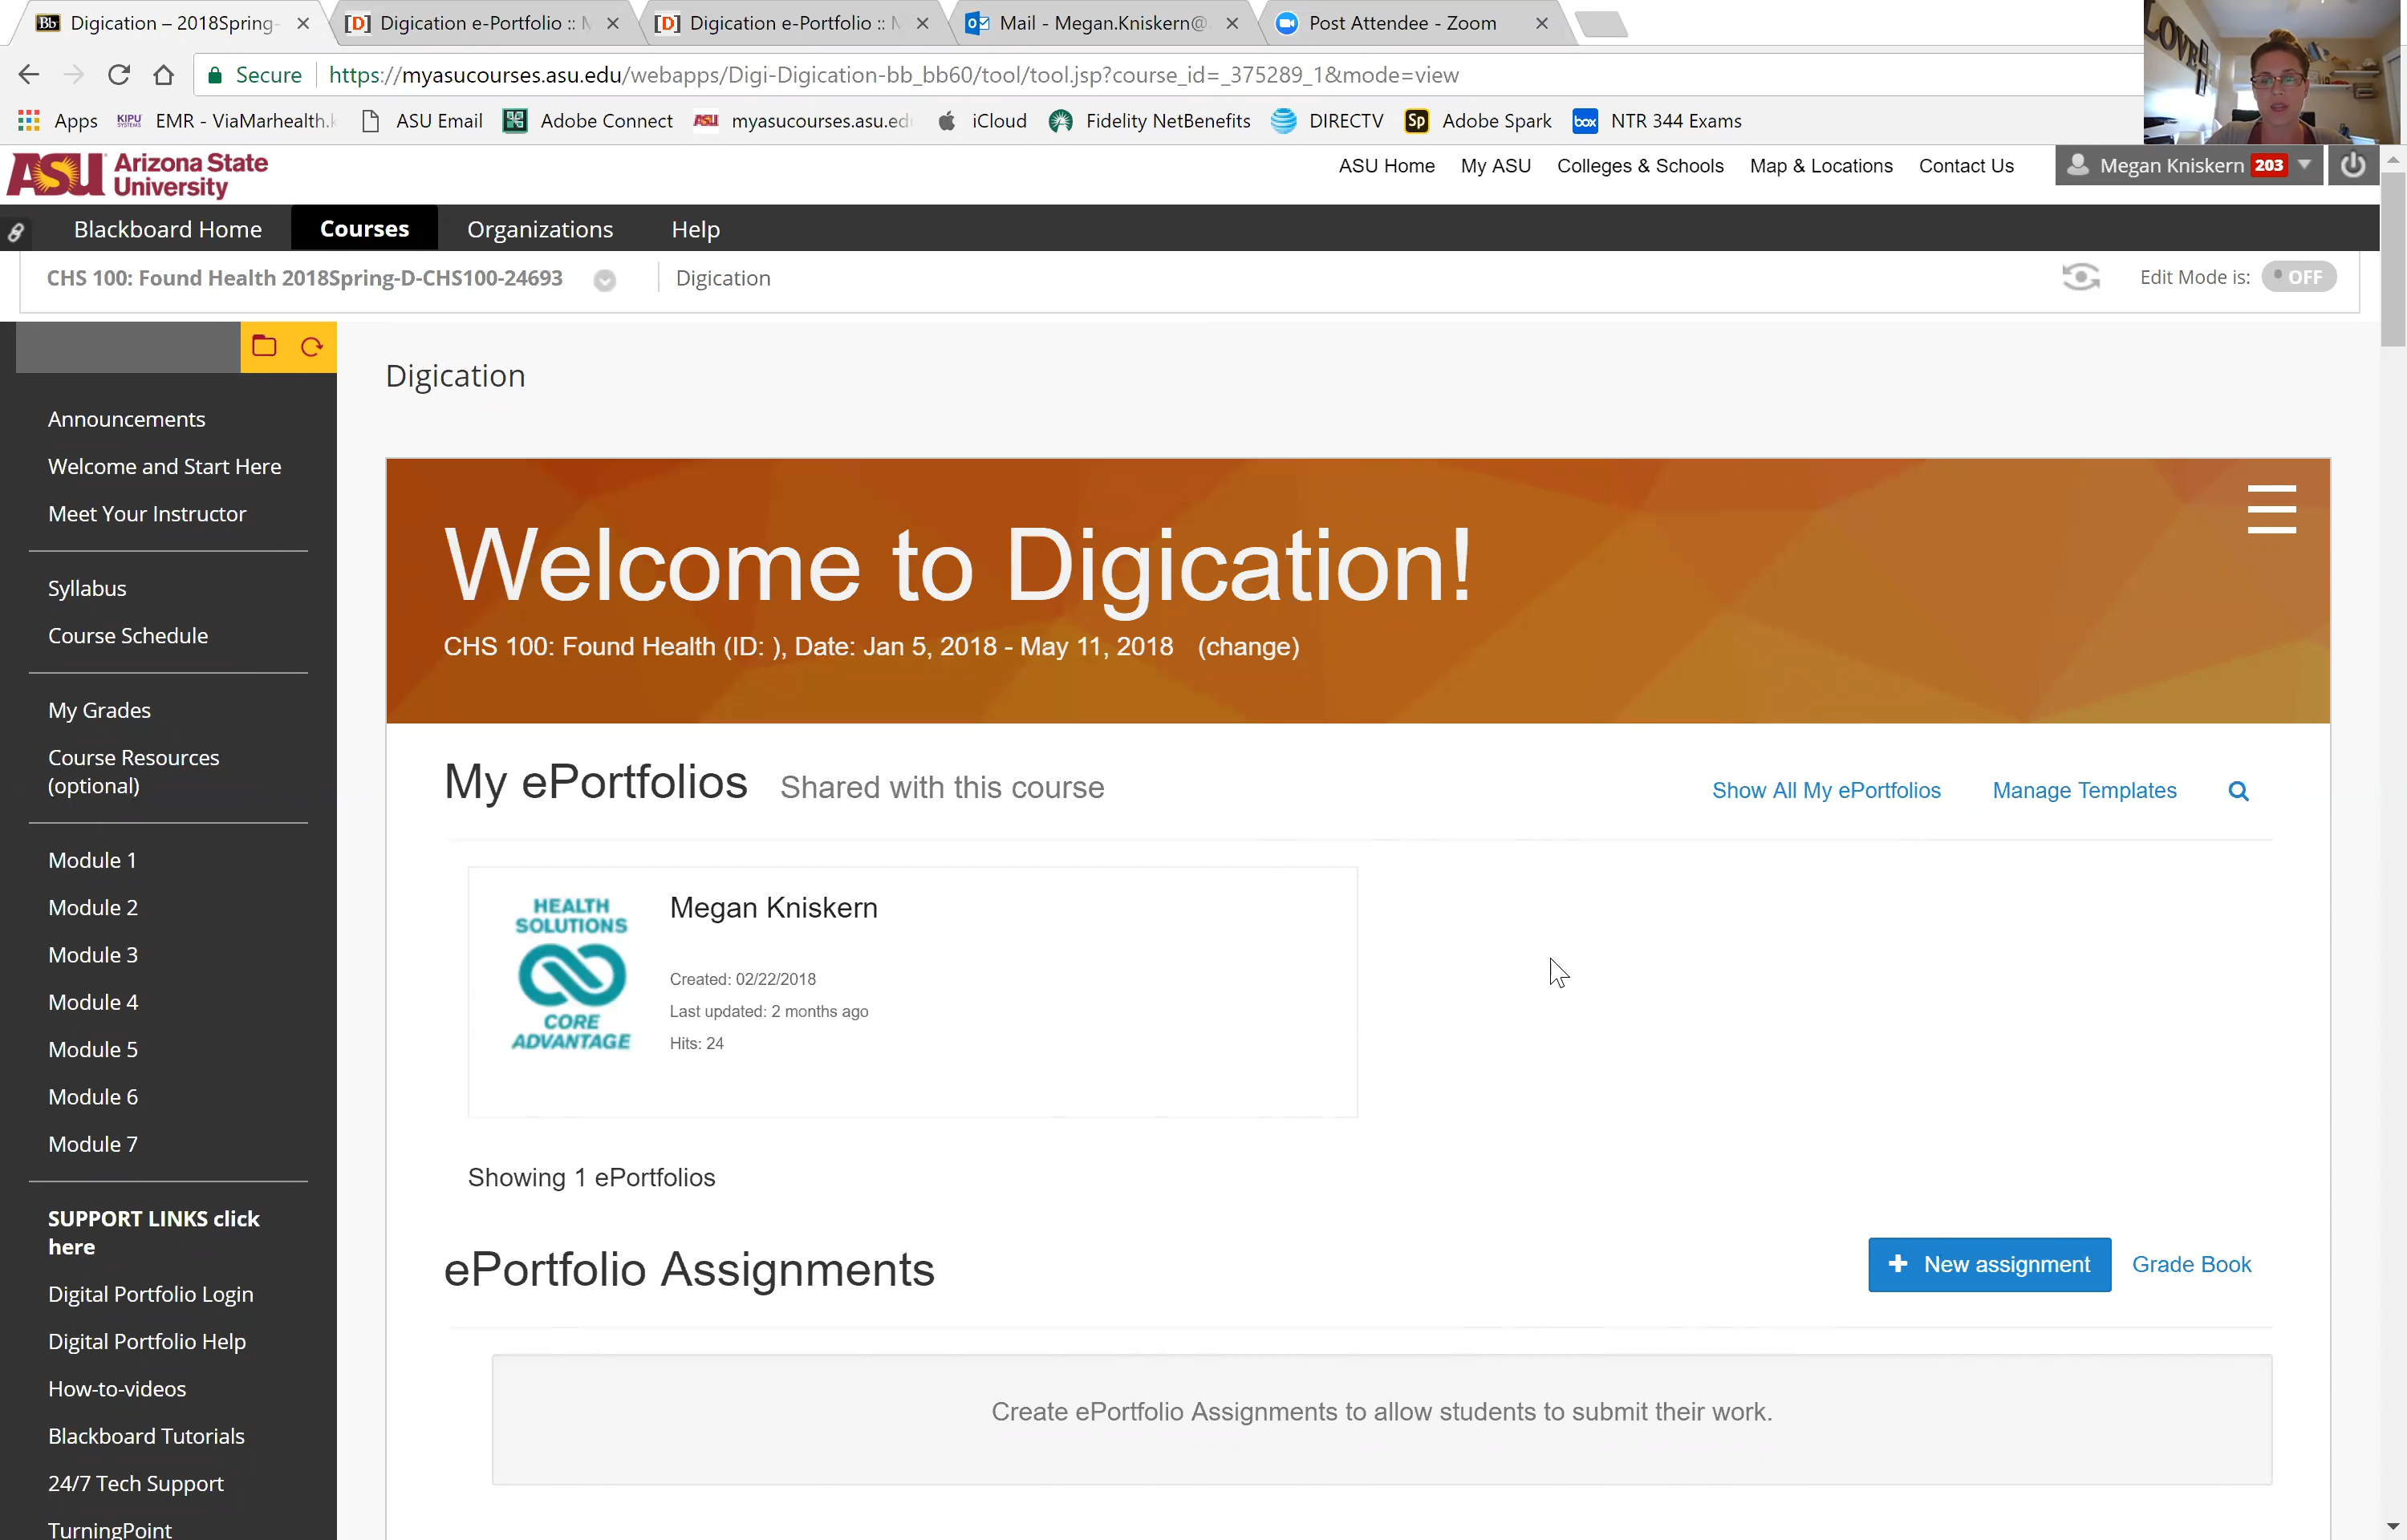 Digication – 2018Spring-
Digication e-Portfolio :: M
Digication e-Portfolio :: M
Mail - Megan.Kniskern@
Post Attendee - Zoom
Secure https://myasucourses.asu.edu/webapps/Digi-Digication-bb_bb60/tool/tool.jsp?course_id=_375289_1&mode=view
Apps KIPU SYSTEMS EMR - ViaMarhealth.k ASU Email Adobe Connect ASU myasucourses.asu.edu iCloud Fidelity NetBenefits DIRECTV Sp Adobe Spark box NTR 344 Exams
LOVE
ASU Arizona State University
ASU Home My ASU Colleges & Schools Map & Locations Contact Us Megan Kniskern 203
Blackboard Home Courses Organizations Help
CHS 100: Found Health 2018Spring-D-CHS100-24693 Digication Edit Mode is: OFF
Announcements
Welcome and Start Here
Meet Your Instructor
Syllabus
Course Schedule
My Grades
Course Resources
(optional)
Module 1
Module 2
Module 3
Module 4
Module 5
Module 6
Module 7
SUPPORT LINKS click
here
Digital Portfolio Login
Digital Portfolio Help
How-to-videos
Blackboard Tutorials
24/7 Tech Support
TurningPoint
Digication
Welcome to Digication!
CHS 100: Found Health (ID: ), Date: Jan 5, 2018 - May 11, 2018 (change)
My ePortfolios Shared with this course Show All My ePortfolios Manage Templates
HEALTH
SOLUTIONS
CORE
ADVANTAGE
Megan Kniskern
Created: 02/22/2018
Last updated: 2 months ago
Hits: 24
Showing 1 ePortfolios
ePortfolio Assignments + New assignment Grade Book
Create ePortfolio Assignments to allow students to submit their work.